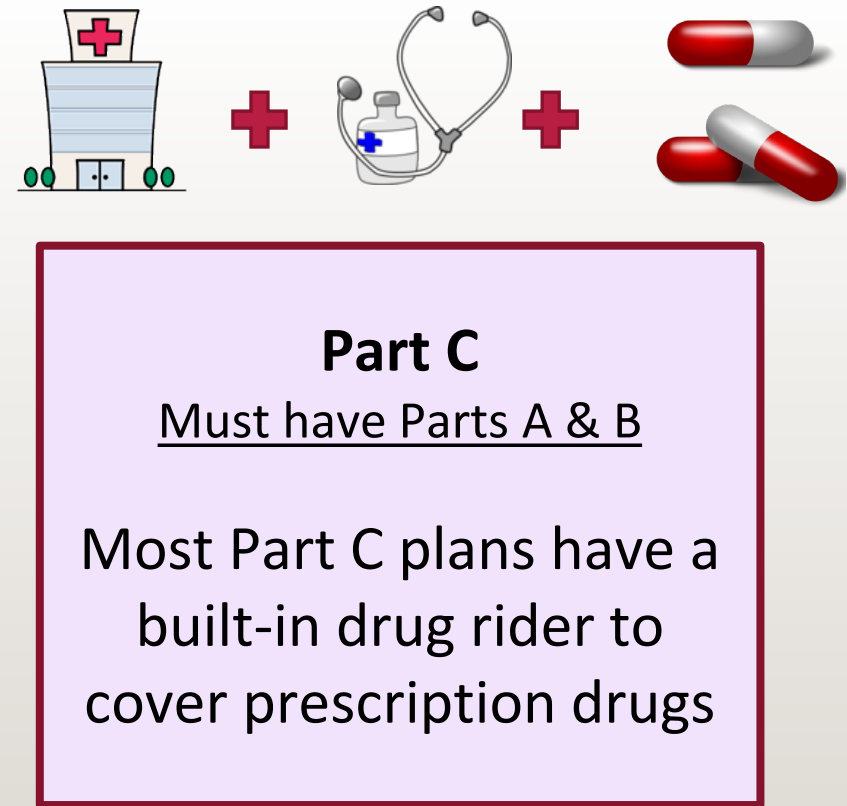 Part C
Must have Parts A & B
Most Part C plans have a
built-in drug rider to
cover prescription drugs